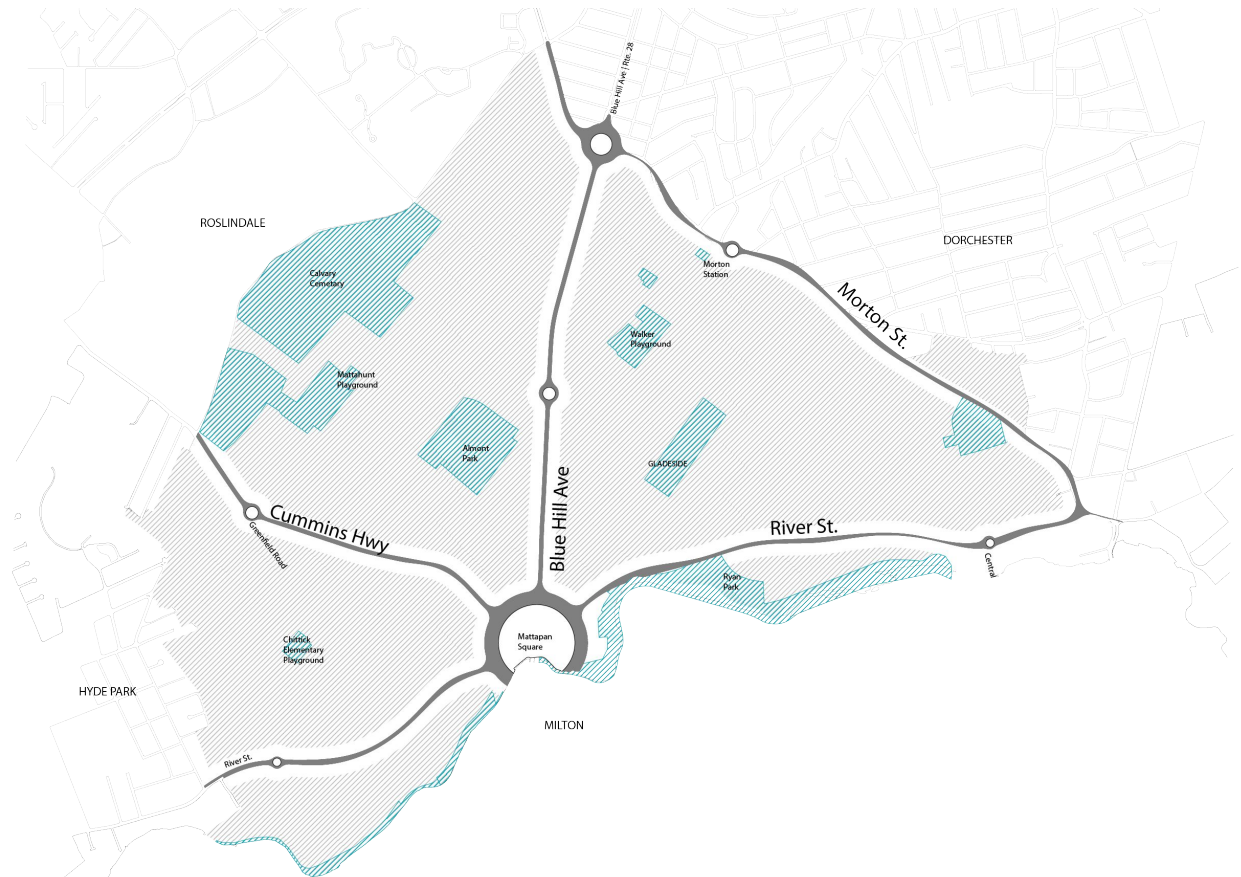 Blue Hill Ave | Rte. 28
ROSLINDALE
DORCHESTER
Morton
Station
Calvary
Cemetary
Morton St.
Walker
Playground
Mattahunt
Playground
Almont
Park
GLADESIDE
Blue Hill Ave
Cummins Hwy
Greenfield Road
River St.
Central
Ryan
Park
Mattapan
Square
Chittick
Elementary
Playground
HYDE PARK
MILTON
River St.